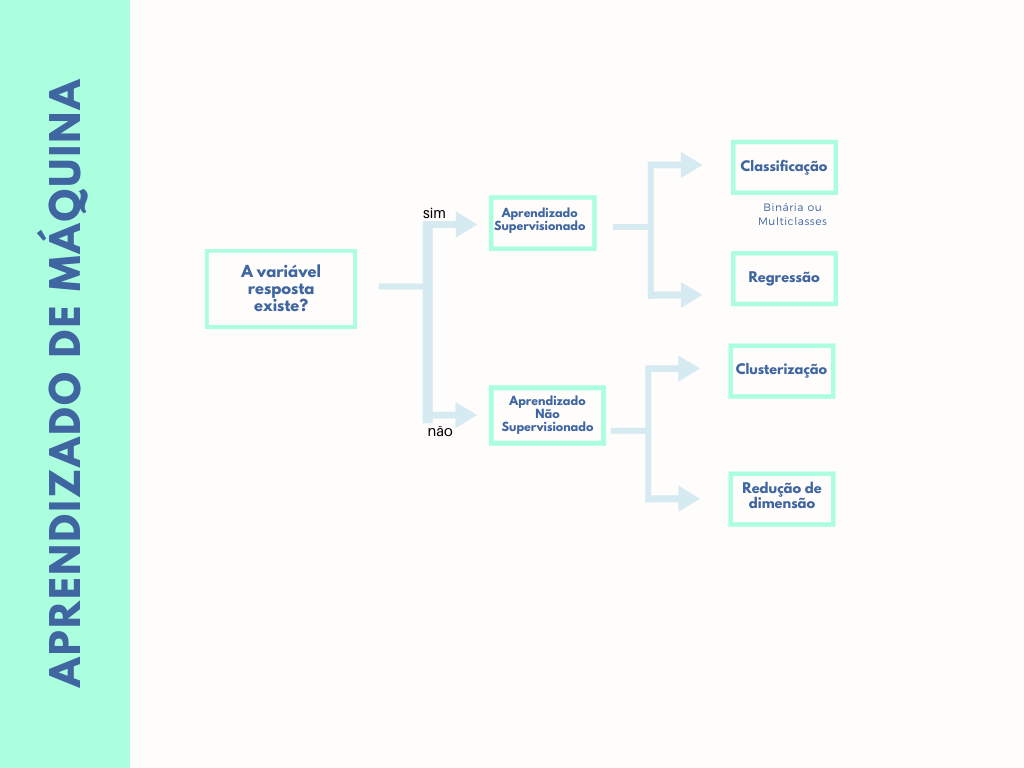 APRENDIZADO DE MÁQUINA
A variável
resposta
existe?
sim
não
Aprendizado
Supervisionado
Aprendizado
Não
Supervisionado
Classificação
Binária ou
Multiclasses
Regressão
Clusterização
Redução de
dimensão